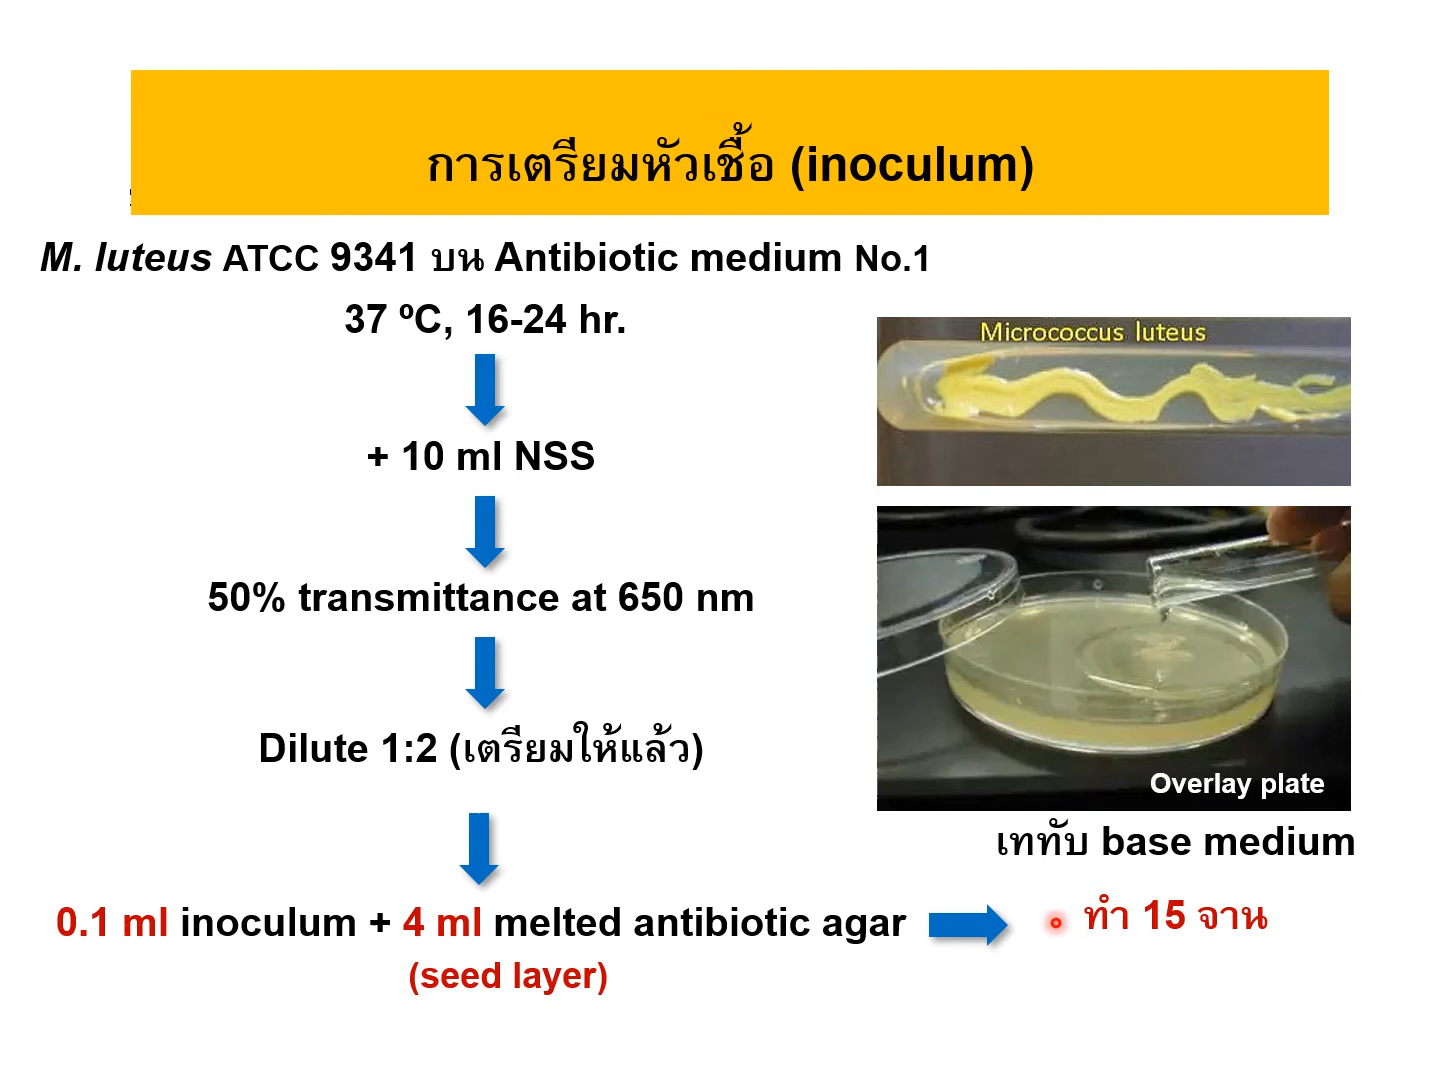 การเตรียมหัวเชื้อ (inoculum)
M. luteus ATCC 9341 บน Antibiotic medium No.1
37 ºC, 16-24 hr.
+ 10 ml NSS
50% transmittance at 650 nm
Dilute 1:2 (เตรียมให้แล้ว)
0.1 ml inoculum + 4 ml melted antibiotic agar
(seed layer)
Micrococcus luteus
Overlay plate
เททับ base medium
ทำ 15 จาน